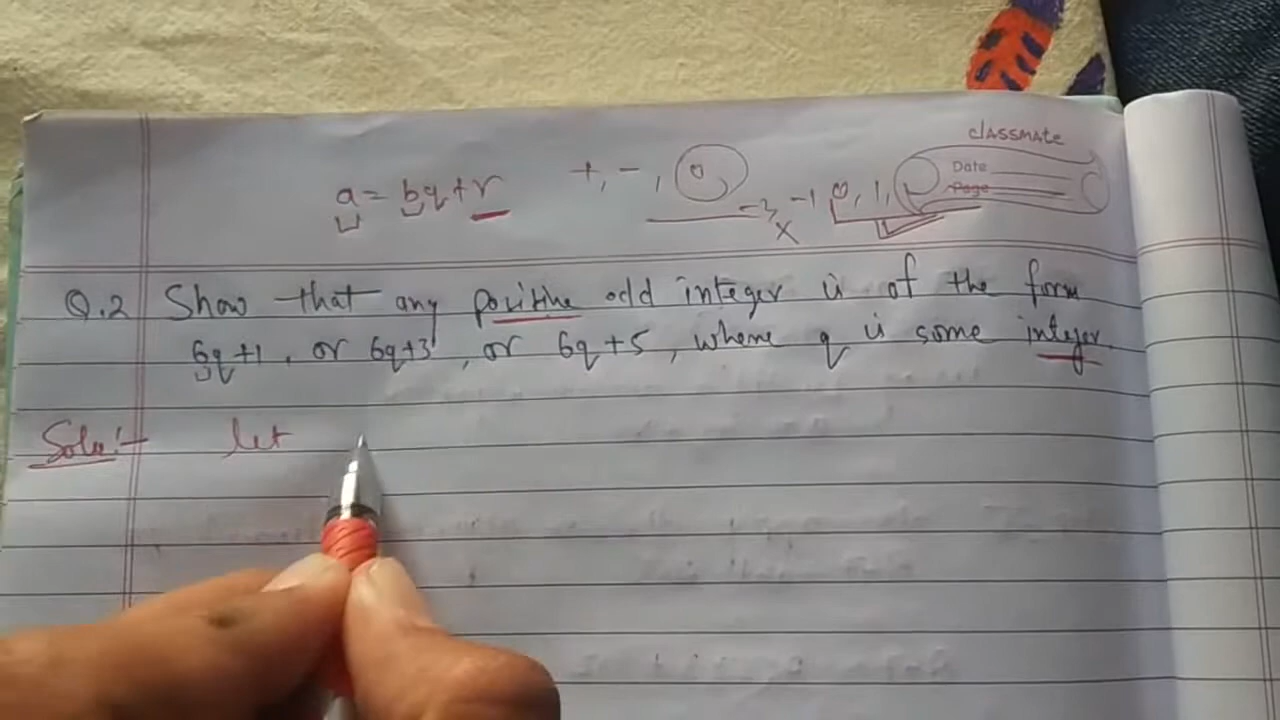 classmate
Date
Page
a = bq + r
+, -, 0
-2, -1 0, 1,
x
Q.2 Show that any positive odd integer is of the form
6q+1, or 6q+3, or 6q+5, where q is some integer.
Soln:- let